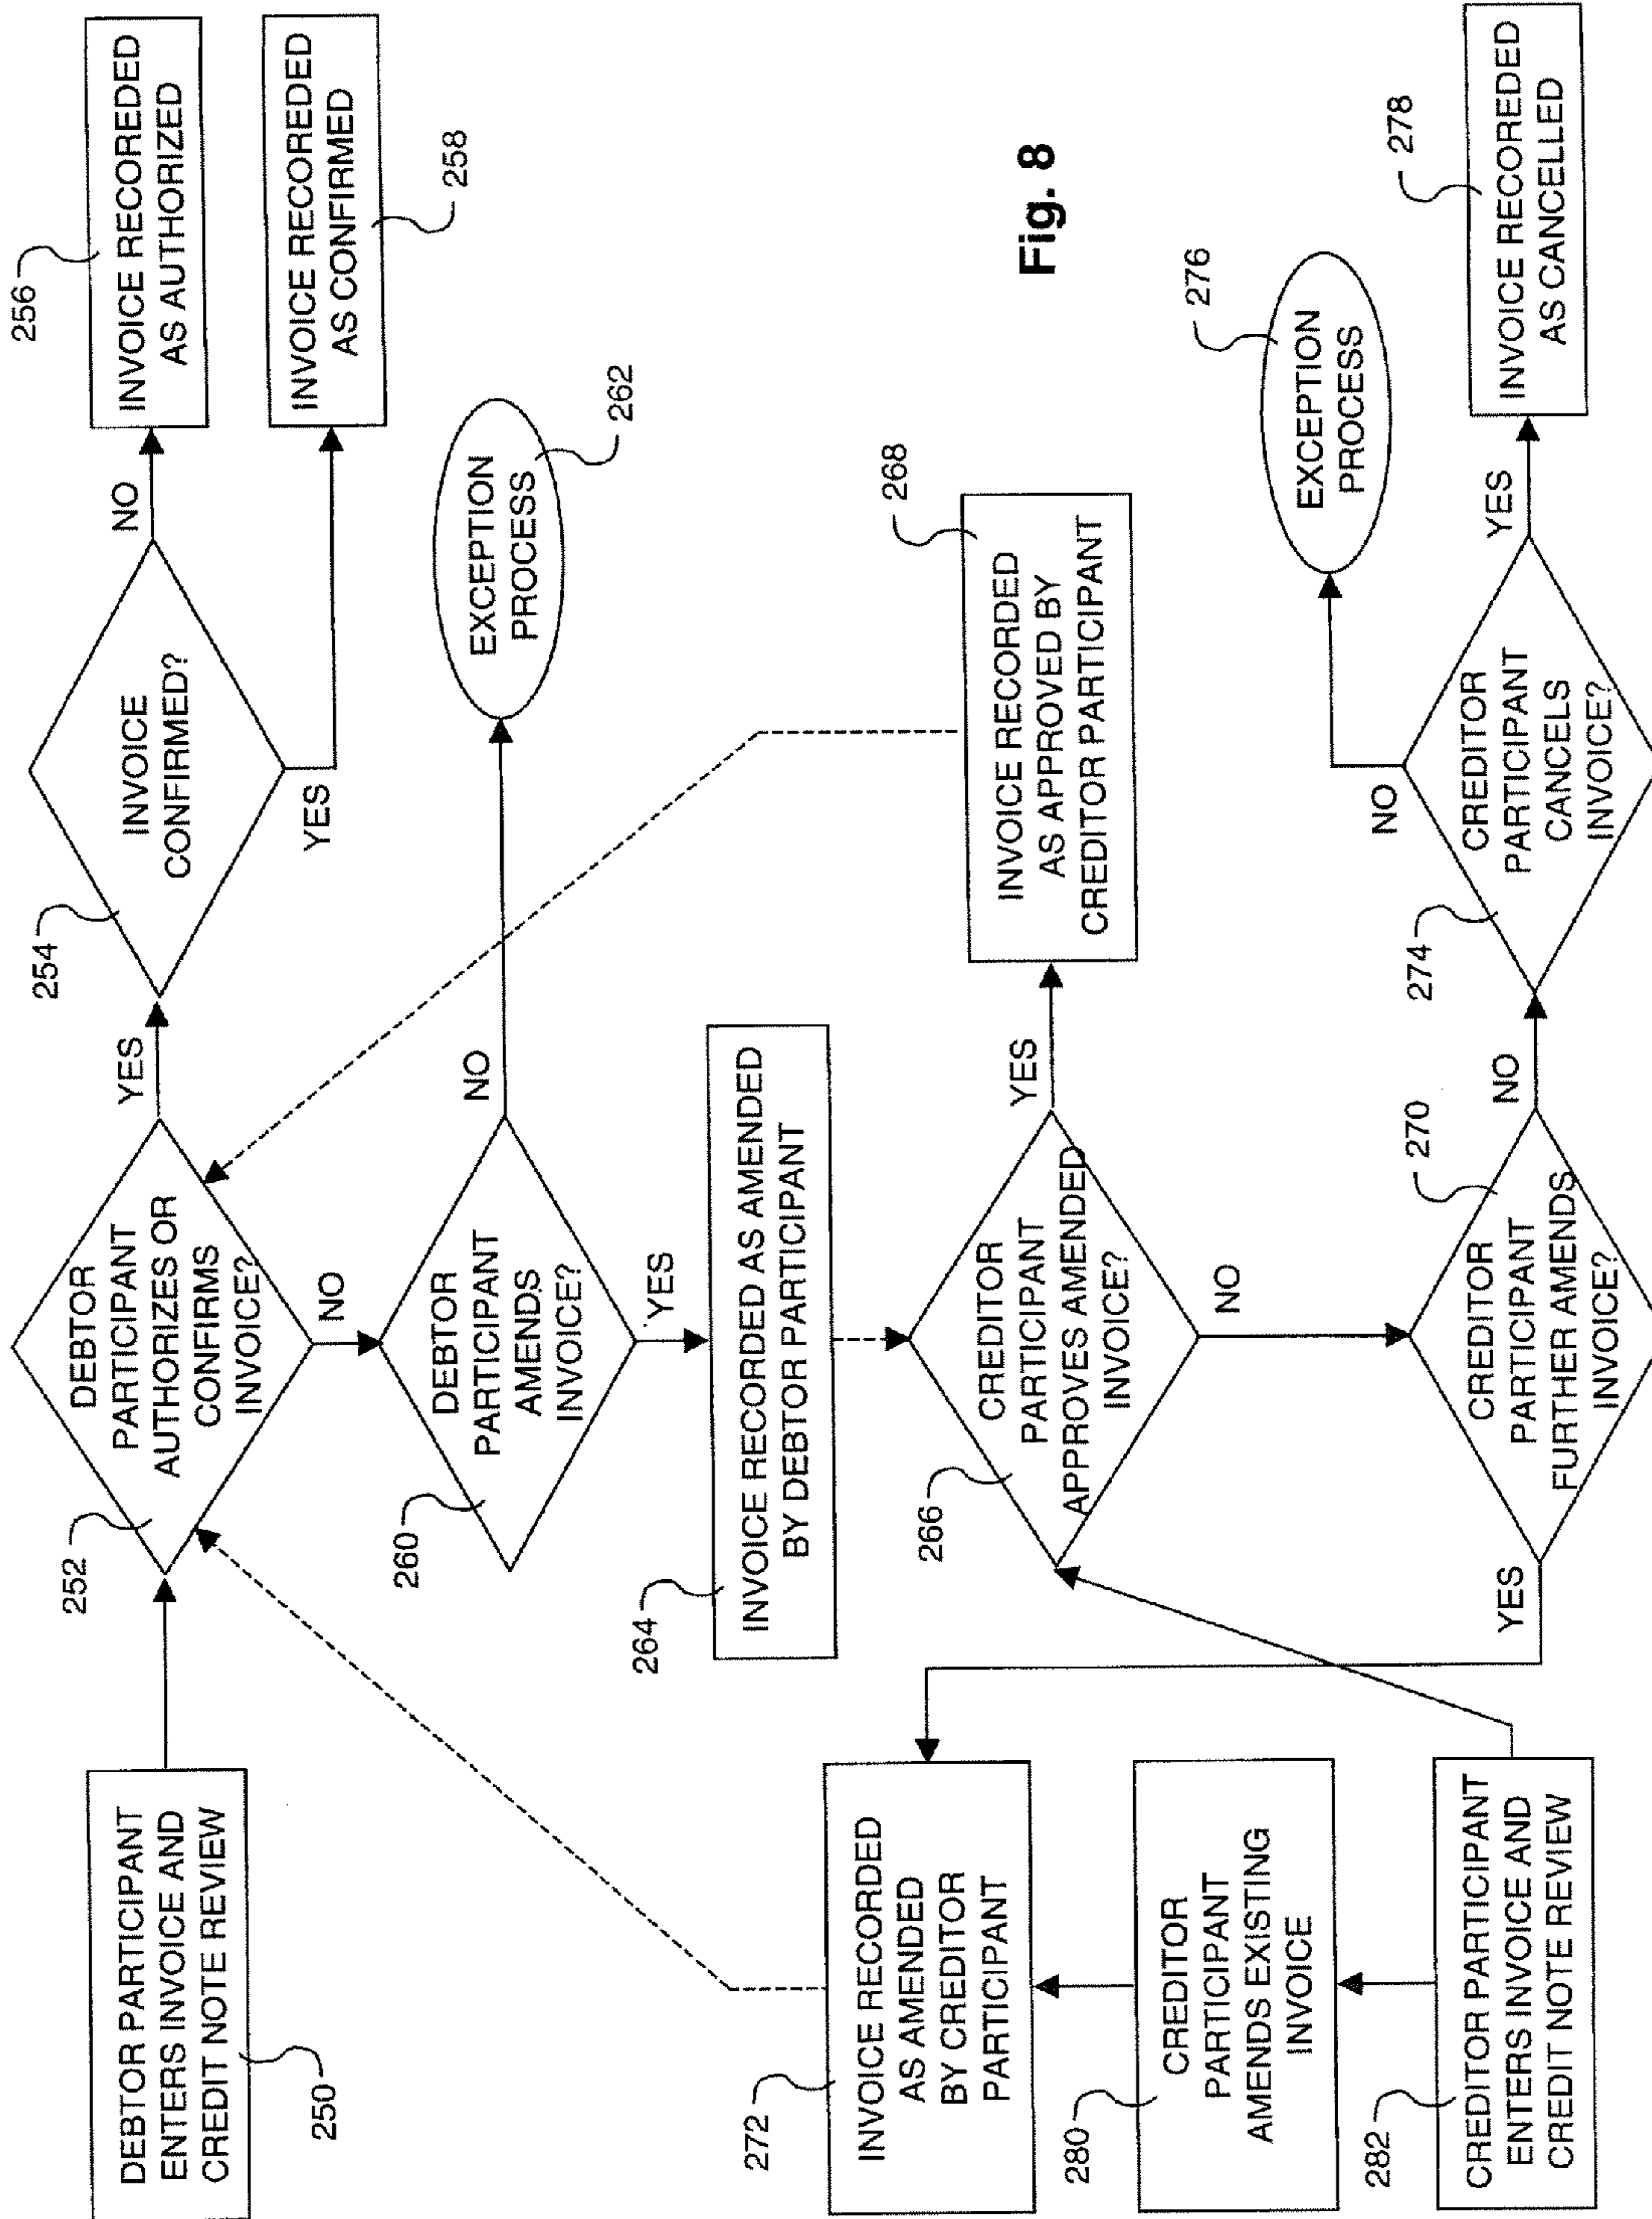 DEBTOR PARTICIPANT
ENTERS INVOICE AND
CREDIT NOTE REVIEW
250
252
DEBTOR
PARTICIPANT
AUTHORIZES OR
CONFIRMS
INVOICE?
YES
NO
254
INVOICE
CONFIRMED?
NO
YES
256
INVOICE RECOREDED
AS AUTHORIZED
INVOICE RECOREDED
AS CONFIRMED
258
260
DEBTOR
PARTICIPANT
AMENDS
INVOICE?
NO
YES
EXCEPTION
PROCESS
262
264
INVOICE RECORDED AS AMENDED
BY DEBTOR PARTICIPANT
266
CREDITOR
PARTICIPANT
APPROVES AMENDED
INVOICE?
YES
NO
268
INVOICE RECORDED
AS APPROVED BY
CREDITOR PARTICIPANT
Fig. 8
272
INVOICE RECORDED
AS AMENDED
BY CREDITOR
PARTICIPANT
280
CREDITOR
PARTICIPANT
AMENDS EXISTING
INVOICE
282
CREDITOR PARTICIPANT
ENTERS INVOICE AND
CREDIT NOTE REVIEW
YES
270
CREDITOR
PARTICIPANT
FURTHER AMENDS
INVOICE?
NO
274
CREDITOR
PARTICIPANT
CANCELS
INVOICE?
NO
YES
276
EXCEPTION
PROCESS
278
INVOICE RECOREDED
AS CANCELLED